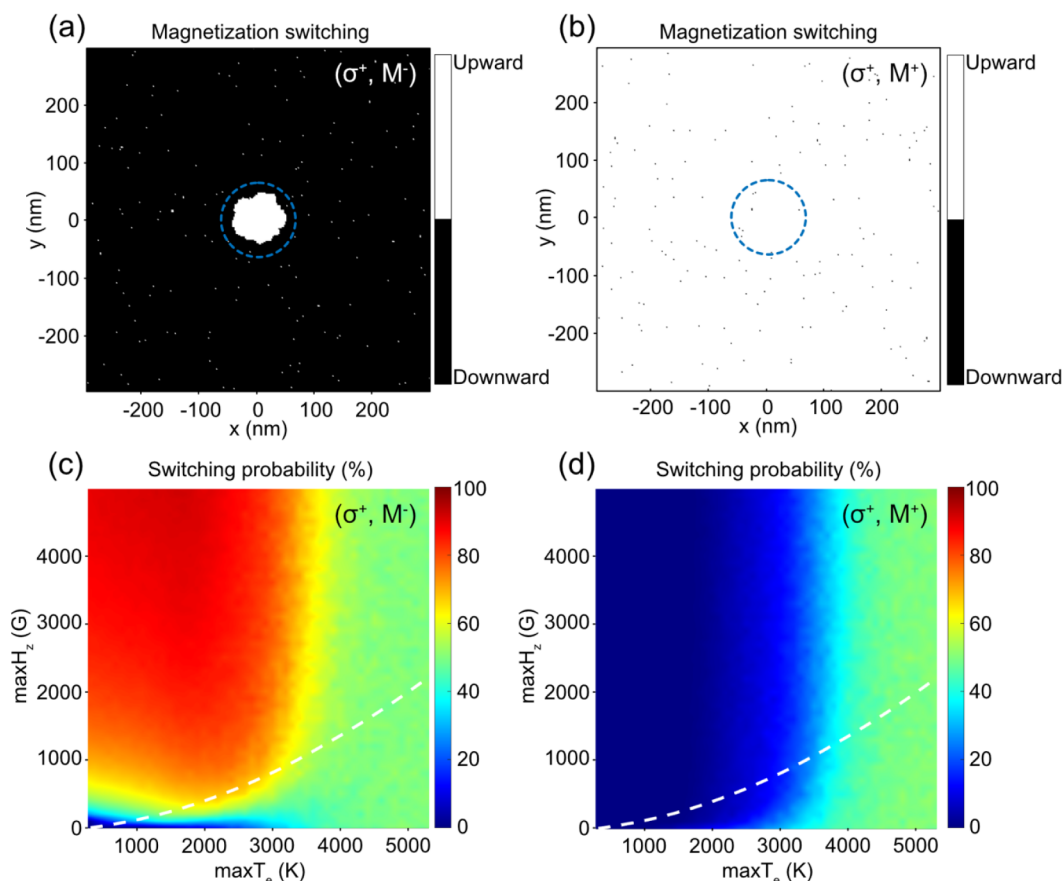 (a)
Magnetization switching
(σ⁺, M⁻)
Upward
Downward
200
100
0
-100
-200
y (nm)
-200 -100 0 100 200
x (nm)
(b)
Magnetization switching
(σ⁺, M⁺)
Upward
Downward
200
100
0
-100
-200
y (nm)
-200 -100 0 100 200
x (nm)
(c)
Switching probability (%)
(σ⁺, M⁻)
100
80
60
40
20
0
4000
3000
2000
1000
0
maxH_z (G)
1000 2000 3000 4000 5000
maxT_e (K)
(d)
Switching probability (%)
(σ⁺, M⁺)
100
80
60
40
20
0
4000
3000
2000
1000
0
maxH_z (G)
1000 2000 3000 4000 5000
maxT_e (K)